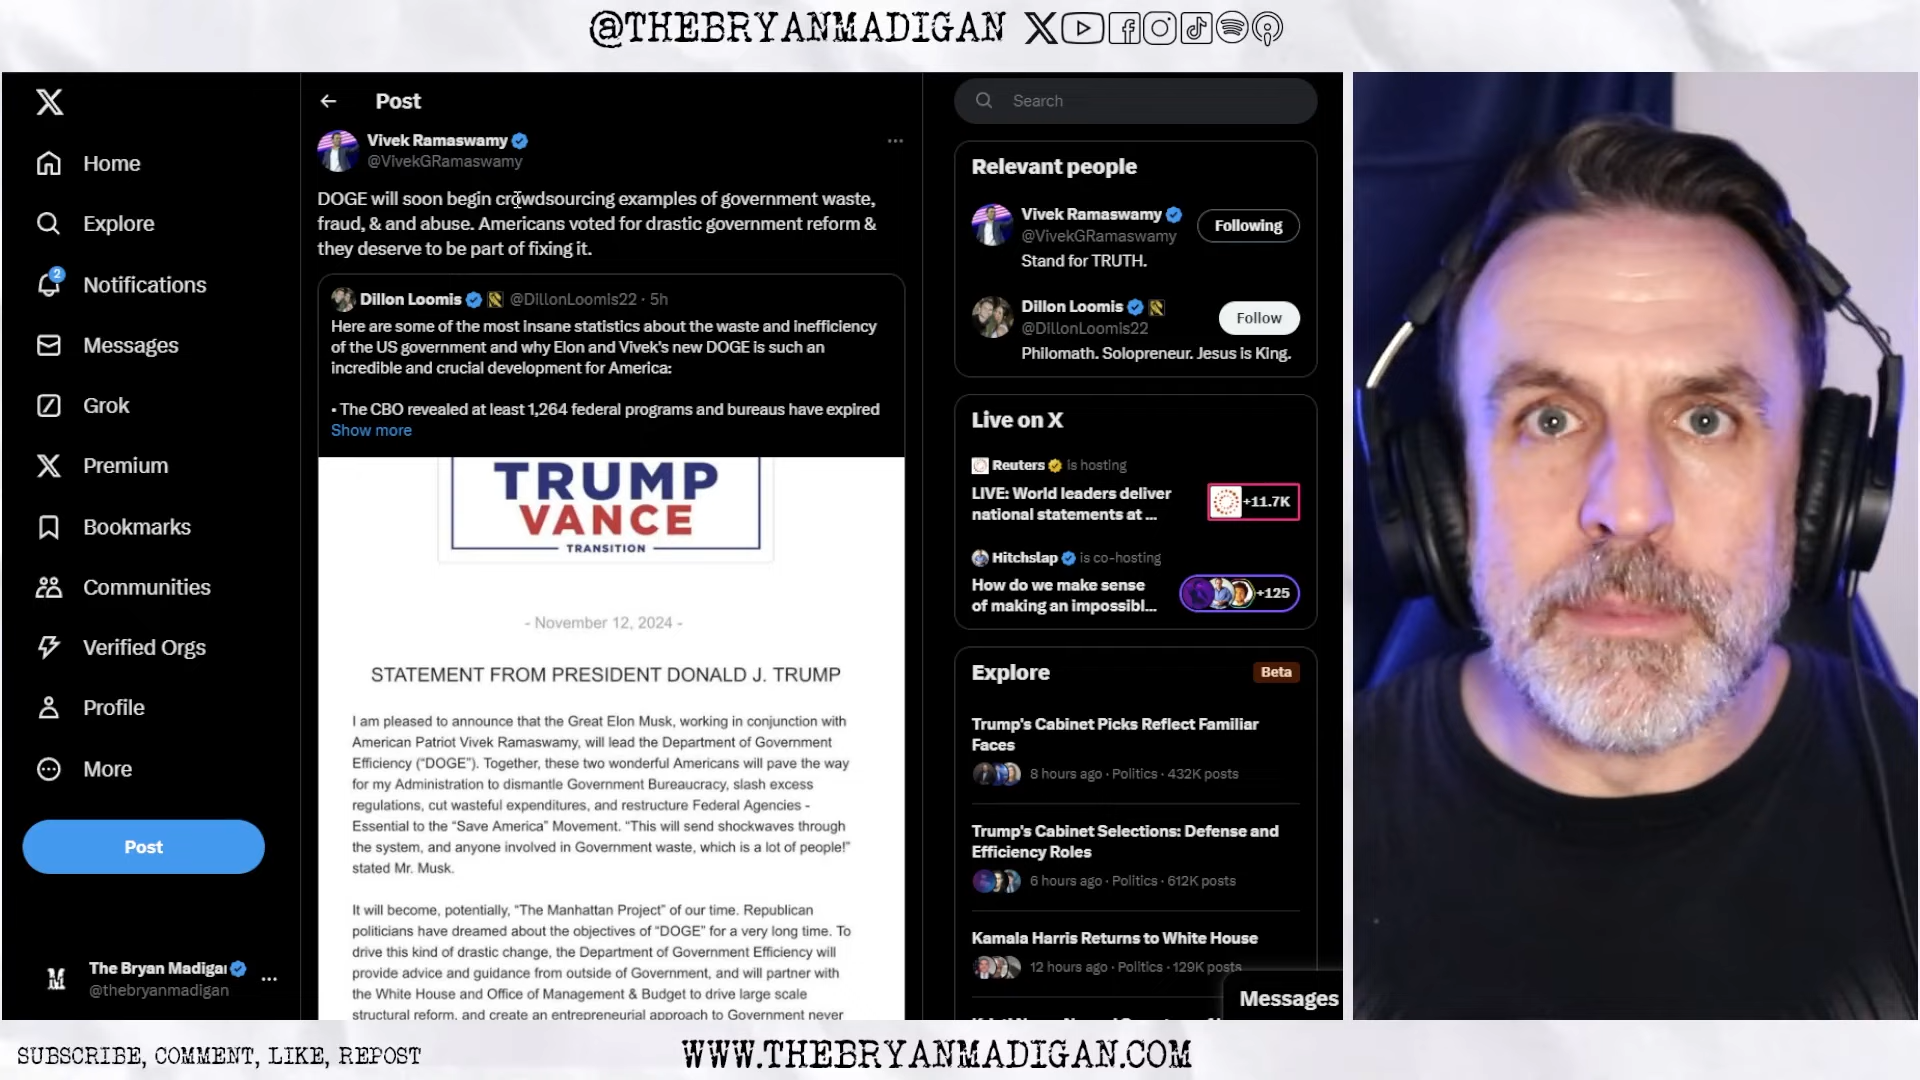 @THEBRYANMADIGAN
Home
Explore
2
Notifications
Messages
Grok
Premium
Bookmarks
Communities
Verified Orgs
Profile
More
Post
The Bryan Madigan
@thebryanmadigan
Post
Vivek Ramaswamy
@VivekGRamaswamy
DOGE will soon begin crowdsourcing examples of government waste,
fraud, & and abuse. Americans voted for drastic government reform &
they deserve to be part of fixing it.
Dillon Loomis @DillonLoomis22 · 5h
Here are some of the most insane statistics about the waste and inefficiency
of the US government and why Elon and Vivek's new DOGE is such an
incredible and crucial development for America:
• The CBO revealed at least 1,264 federal programs and bureaus have expired
Show more
TRUMP
VANCE
TRANSITION
- November 12, 2024 -
STATEMENT FROM PRESIDENT DONALD J. TRUMP
I am pleased to announce that the Great Elon Musk, working in conjunction with
American Patriot Vivek Ramaswamy, will lead the Department of Government
Efficiency ("DOGE"). Together, these two wonderful Americans will pave the way
for my Administration to dismantle Government Bureaucracy, slash excess
regulations, cut wasteful expenditures, and restructure Federal Agencies -
Essential to the "Save America" Movement. "This will send shockwaves through
the system, and anyone involved in Government waste, which is a lot of people!"
stated Mr. Musk.
It will become, potentially, "The Manhattan Project" of our time. Republican
politicians have dreamed about the objectives of "DOGE" for a very long time. To
drive this kind of drastic change, the Department of Government Efficiency will
provide advice and guidance from outside of Government, and will partner with
the White House and Office of Management & Budget to drive large scale
structural reform, and create an entrepreneurial approach to Government never
Search
Relevant people
Vivek Ramaswamy
@VivekGRamaswamy
Following
Stand for TRUTH.
Dillon Loomis
@DillonLoomis22
Follow
Philomath. Solopreneur. Jesus is King.
Live on X
Reuters is hosting
LIVE: World leaders deliver
national statements at ...
+11.7K
Hitchslap is co-hosting
How do we make sense
of making an impossibl...
+125
Explore
Beta
Trump's Cabinet Picks Reflect Familiar
Faces
8 hours ago · Politics · 432K posts
Trump's Cabinet Selections: Defense and
Efficiency Roles
6 hours ago · Politics · 612K posts
Kamala Harris Returns to White House
12 hours ago · Politics · 129K posts
Messages
SUBSCRIBE, COMMENT, LIKE, REPOST
WWW.THEBRYANMADIGAN.COM